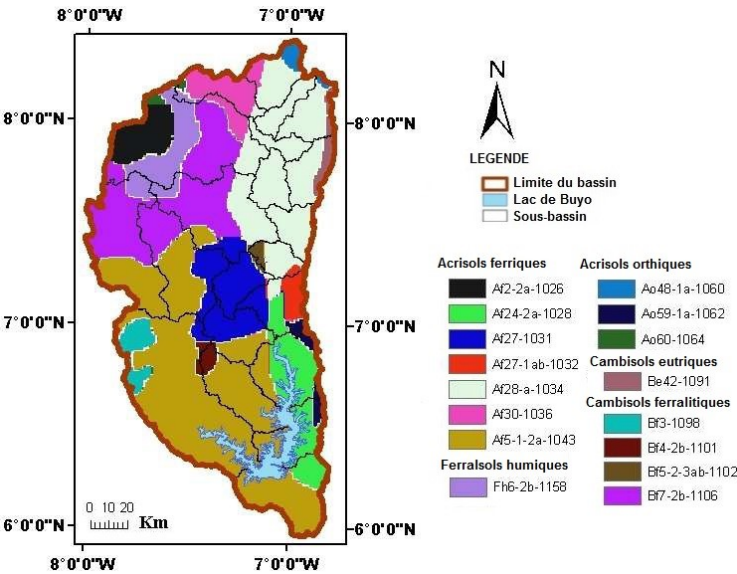 8°0'0"W 7°0'0"W
8°0'0"N 8°0'0"N
7°0'0"N 7°0'0"N
6°0'0"N 6°0'0"N
0 10 20
Km
8°0'0"W 7°0'0"W
N
LEGENDE
Limite du bassin
Lac de Buyo
Sous-bassin
Acrisols ferriques
Af2-2a-1026
Af24-2a-1028
Af27-1031
Af27-1ab-1032
Af28-a-1034
Af30-1036
Af5-1-2a-1043
Ferralsols humiques
Fh6-2b-1158
Acrisols orthiques
Ao48-1a-1060
Ao59-1a-1062
Ao60-1064
Cambisols eutriques
Be42-1091
Cambisols ferralitiques
Bf3-1098
Bf4-2b-1101
Bf5-2-3ab-1102
Bf7-2b-1106